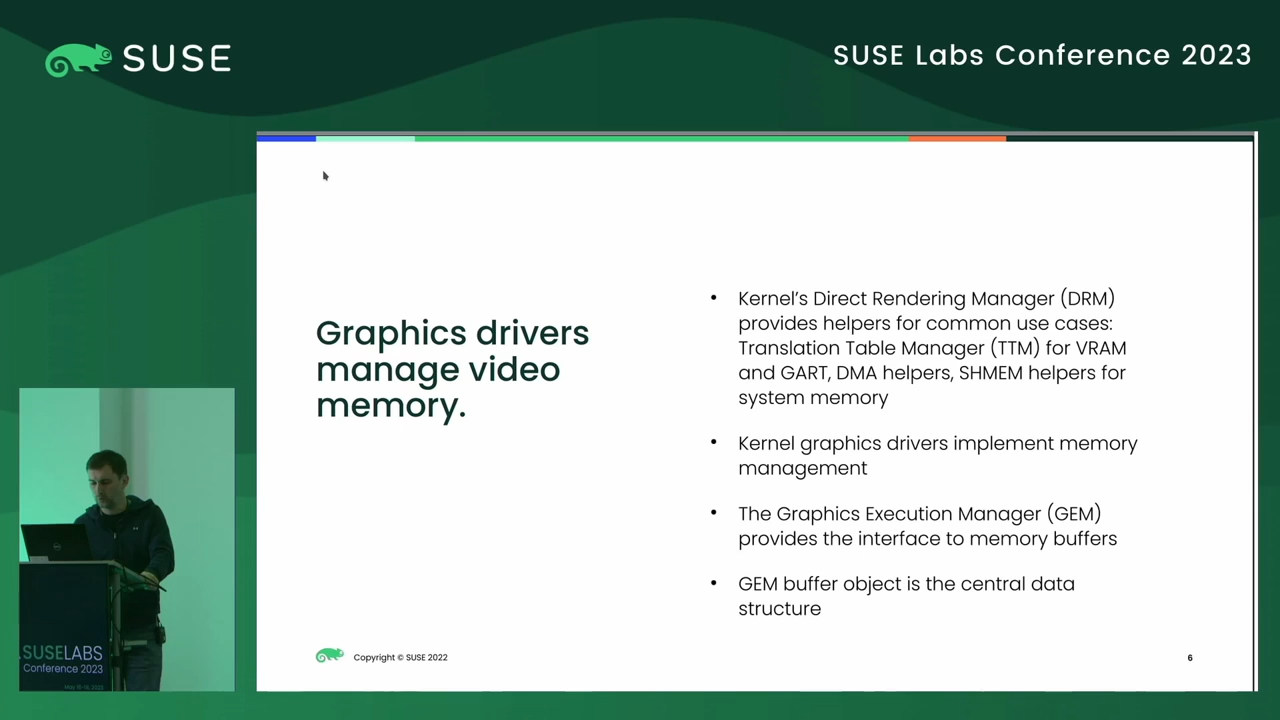 SUSE
SUSE Labs Conference 2023
Graphics drivers
manage video
memory.
• Kernel’s Direct Rendering Manager (DRM)
provides helpers for common use cases:
Translation Table Manager (TTM) for VRAM
and GART, DMA helpers, SHMEM helpers for
system memory
• Kernel graphics drivers implement memory
management
• The Graphics Execution Manager (GEM)
provides the interface to memory buffers
• GEM buffer object is the central data
structure
Copyright © SUSE 2022
6
SUSELABS
Conference 2023